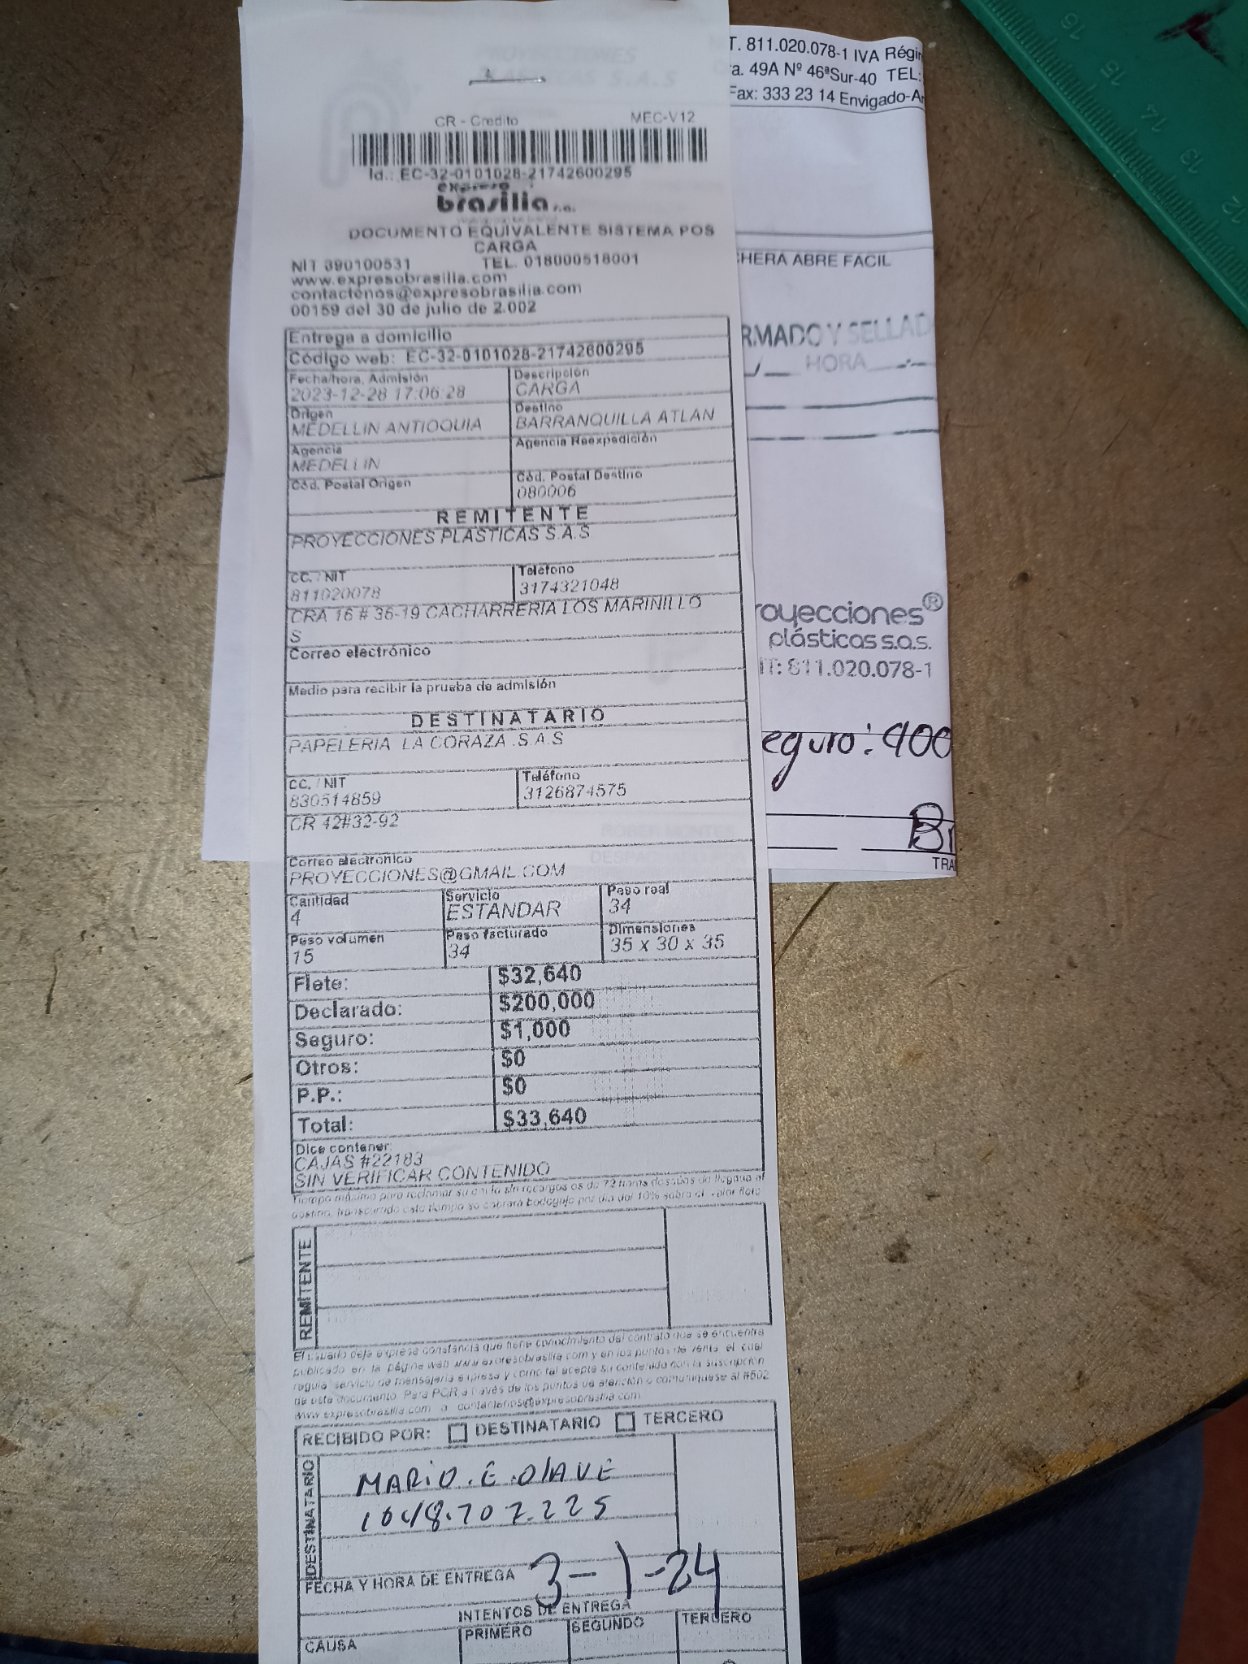 CR - Credito MEC-V12
Id.: EC-32-0101028-21742600295
expreso
brasilia s.a.
DOCUMENTO EQUIVALENTE SISTEMA POS
CARGA
NIT 890100531 TEL. 018000518001
www.expresobrasilia.com
contactenos@expresobrasilia.com
00159 del 30 de julio de 2.002
Entrega a domicilio
Código web: EC-32-0101028-21742600295
Fecha/hora, Admisión Descripción
2023-12-28 17:06:28 CARGA
Origen Destino
MEDELLIN ANTIOQUIA BARRANQUILLA ATLAN
Agencia Agencia Reexpedición
MEDELLIN
Cód. Postal Origen Cód. Postal Destino
080006
REMITENTE
PROYECCIONES PLASTICAS S.A.S
CC. / NIT Teléfono
811020078 3174321048
CRA 16 # 36-19 CACHARRERIA LOS MARINILLO
S
Correo electrónico
Medio para recibir la prueba de admisión
DESTINATARIO
PAPELERIA LA CORAZA .S.A.S
CC. / NIT Teléfono
830514859 3126874575
CR 42#32-92
Correo electrónico
PROYECCIONES@GMAIL.COM
Cantidad Servicio Peso real
4 ESTANDAR 34
Peso volumen Peso facturado Dimensiones
15 34 35 x 30 x 35
Flete: $32,640
Declarado: $200,000
Seguro: $1,000
Otros: $0
P.P.: $0
Total: $33,640
Dice contener
CAJAS #22183
SIN VERIFICAR CONTENIDO
REMITENTE
RECIBIDO POR: DESTINATARIO TERCERO
DESTINATARIO
MARIO.E.OLAVE
1048.707.225
FECHA Y HORA DE ENTREGA 3-1-24
INTENTOS DE ENTREGA
CAUSA PRIMERO SEGUNDO TERCERO
T. 811.020.078-1 IVA Régi
a. 49A Nº 46ªSur-40 TEL:
Fax: 333 23 14 Envigado-A
HERA ABRE FACIL
RMADO Y SELLAD
HORA
royecciones®
plásticas s.a.s.
IT: 811.020.078-1
eguro: 400
TRA